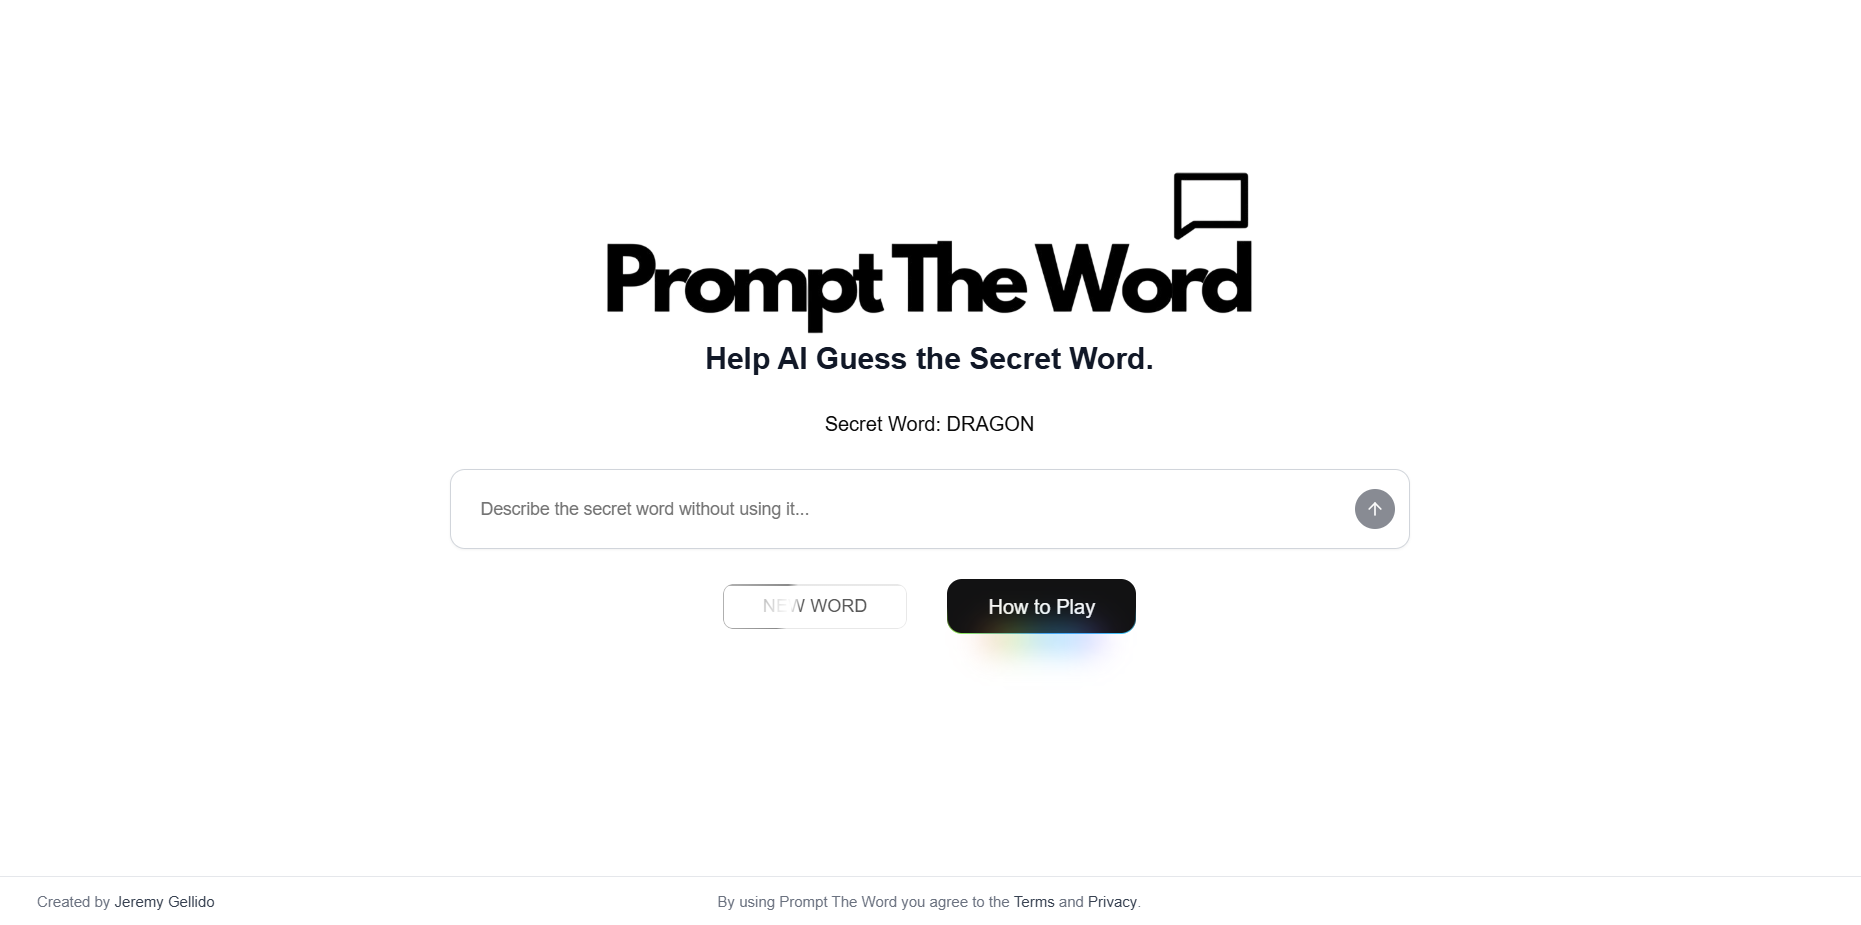 Prompt The Word
Help AI Guess the Secret Word.
Secret Word: DRAGON
Describe the secret word without using it...
NEW WORD
How to Play
Created by Jeremy Gellido
By using Prompt The Word you agree to the Terms and Privacy.